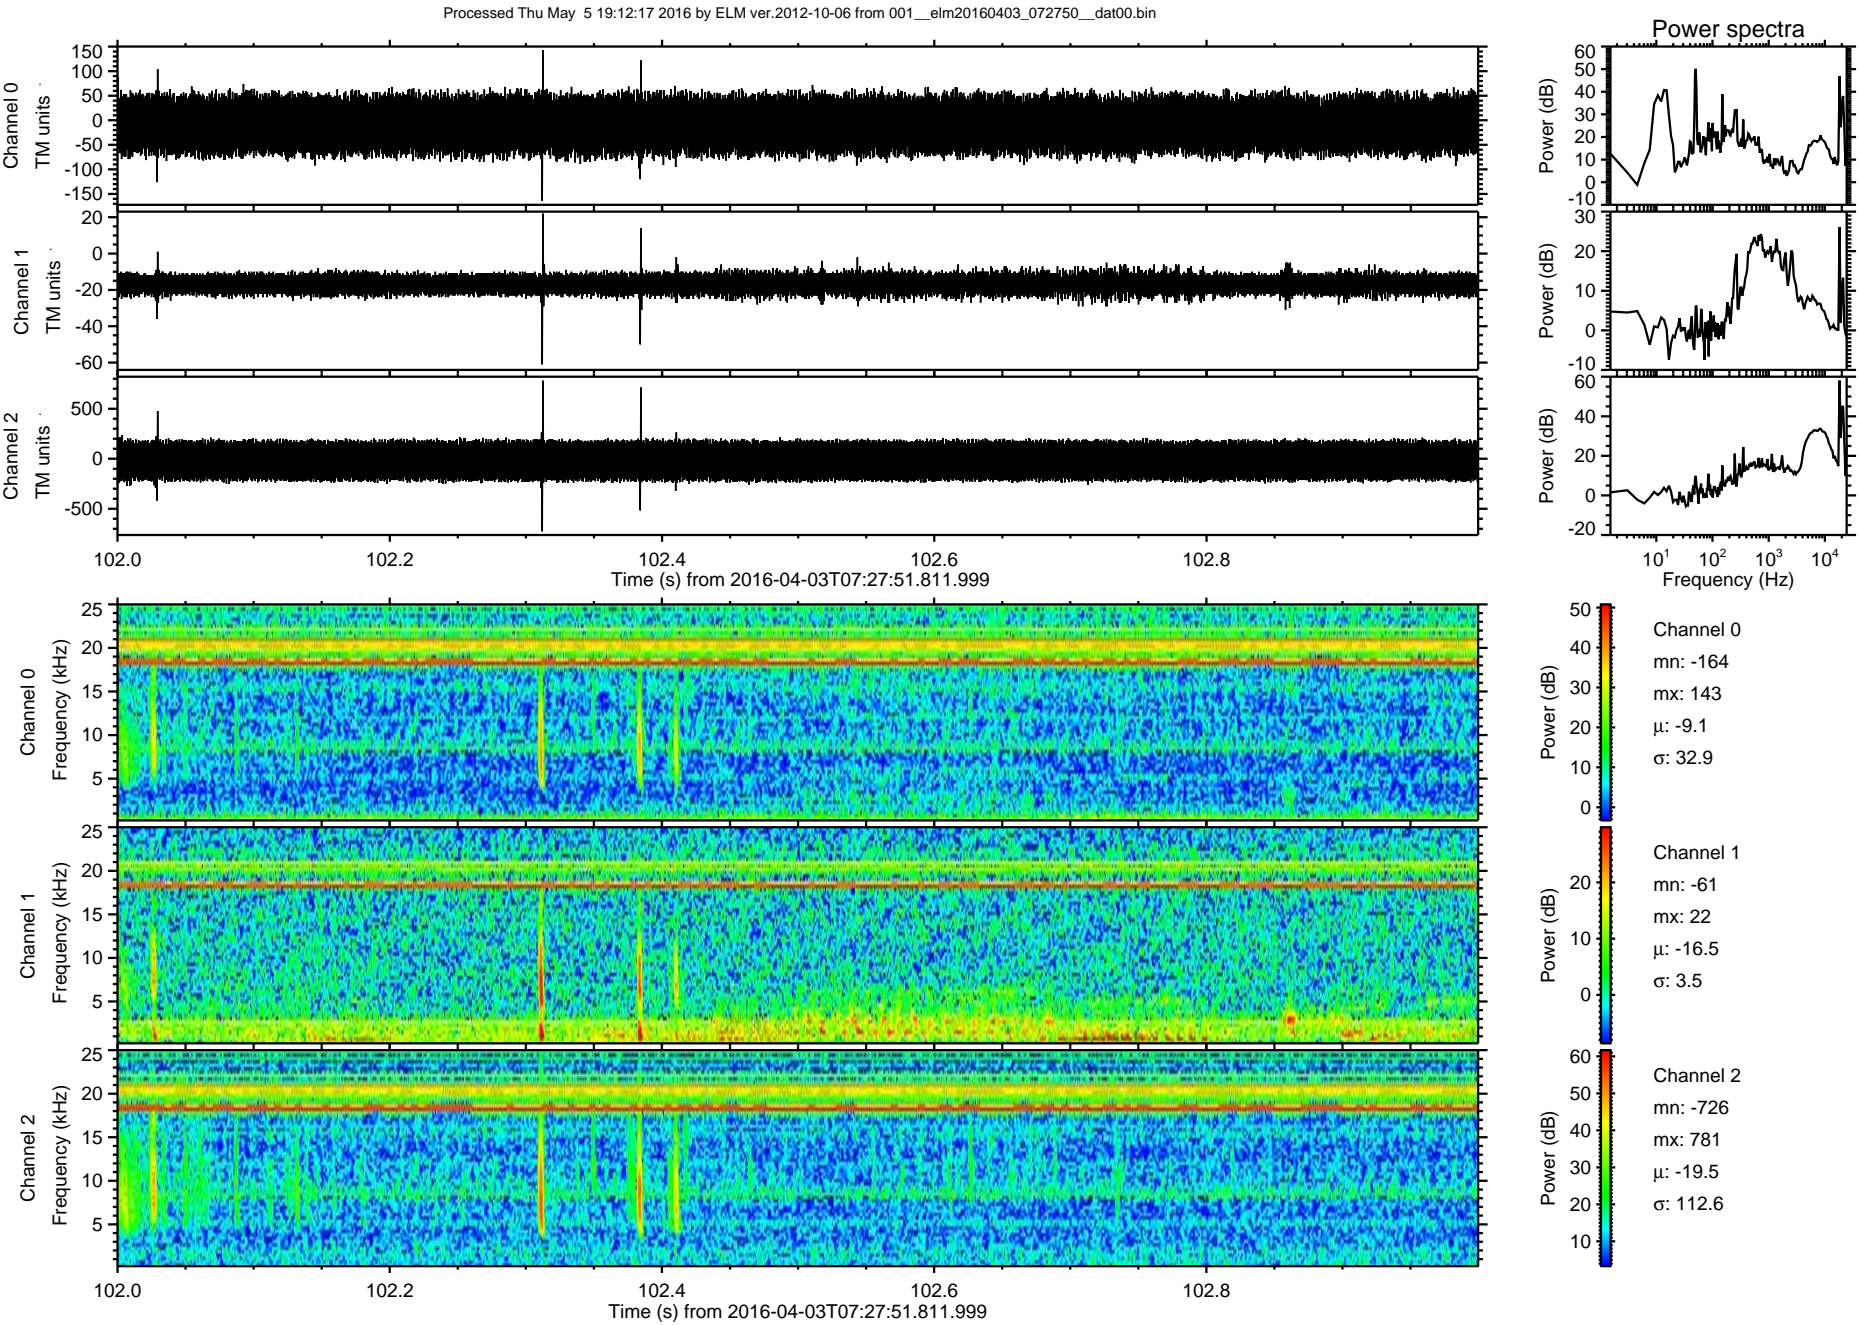 Processed Thu May  5 19:12:17 2016 by ELM ver.2012-10-06 from 001__elm20160403_072750__dat00.bin
Power spectra
Channel 0
TM units
150
100
50
0
-50
-100
-150
Power (dB)
60
50
40
30
20
10
0
-10
Channel 1
TM units
20
0
-20
-40
-60
Power (dB)
30
20
10
0
-10
Channel 2
TM units
500
0
-500
Power (dB)
60
40
20
0
-20
102.0 102.2 102.4 102.6 102.8
Time (s) from 2016-04-03T07:27:51.811.999
10^1 10^2 10^3 10^4
Frequency (Hz)
Channel 0
Frequency (kHz)
25
20
15
10
5
Power (dB)
50
40
30
20
10
0
Channel 0
mn: -164
mx: 143
μ: -9.1
σ: 32.9
Channel 1
Frequency (kHz)
25
20
15
10
5
Power (dB)
20
10
0
Channel 1
mn: -61
mx: 22
μ: -16.5
σ: 3.5
Channel 2
Frequency (kHz)
25
20
15
10
5
Power (dB)
60
50
40
30
20
10
Channel 2
mn: -726
mx: 781
μ: -19.5
σ: 112.6
102.0 102.2 102.4 102.6 102.8
Time (s) from 2016-04-03T07:27:51.811.999